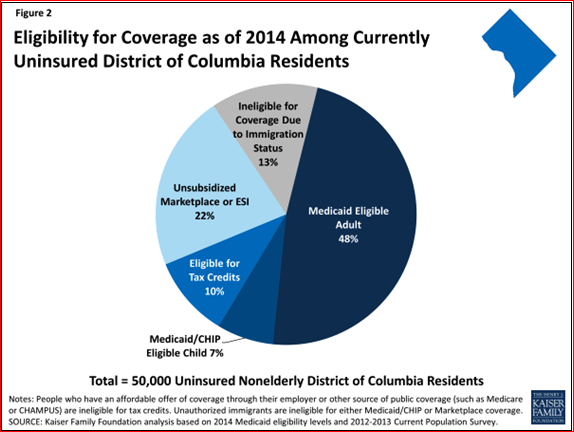 Figure 2
Eligibility for Coverage as of 2014 Among Currently
Uninsured District of Columbia Residents
Ineligible for
Coverage Due
to Immigration
Status
13%
Unsubsidized
Marketplace or ESI
22%
Medicaid Eligible
Adult
48%
Eligible for
Tax Credits
10%
Medicaid/CHIP
Eligible Child 7%
Total = 50,000 Uninsured Nonelderly District of Columbia Residents
Notes: People who have an affordable offer of coverage through their employer or other source of public coverage (such as Medicare
or CHAMPUS) are ineligible for tax credits. Unauthorized immigrants are ineligible for either Medicaid/CHIP or Marketplace coverage.
SOURCE: Kaiser Family Foundation analysis based on 2014 Medicaid eligibility levels and 2012-2013 Current Population Survey.
THE HENRY J.
KAISER
FAMILY
FOUNDATION